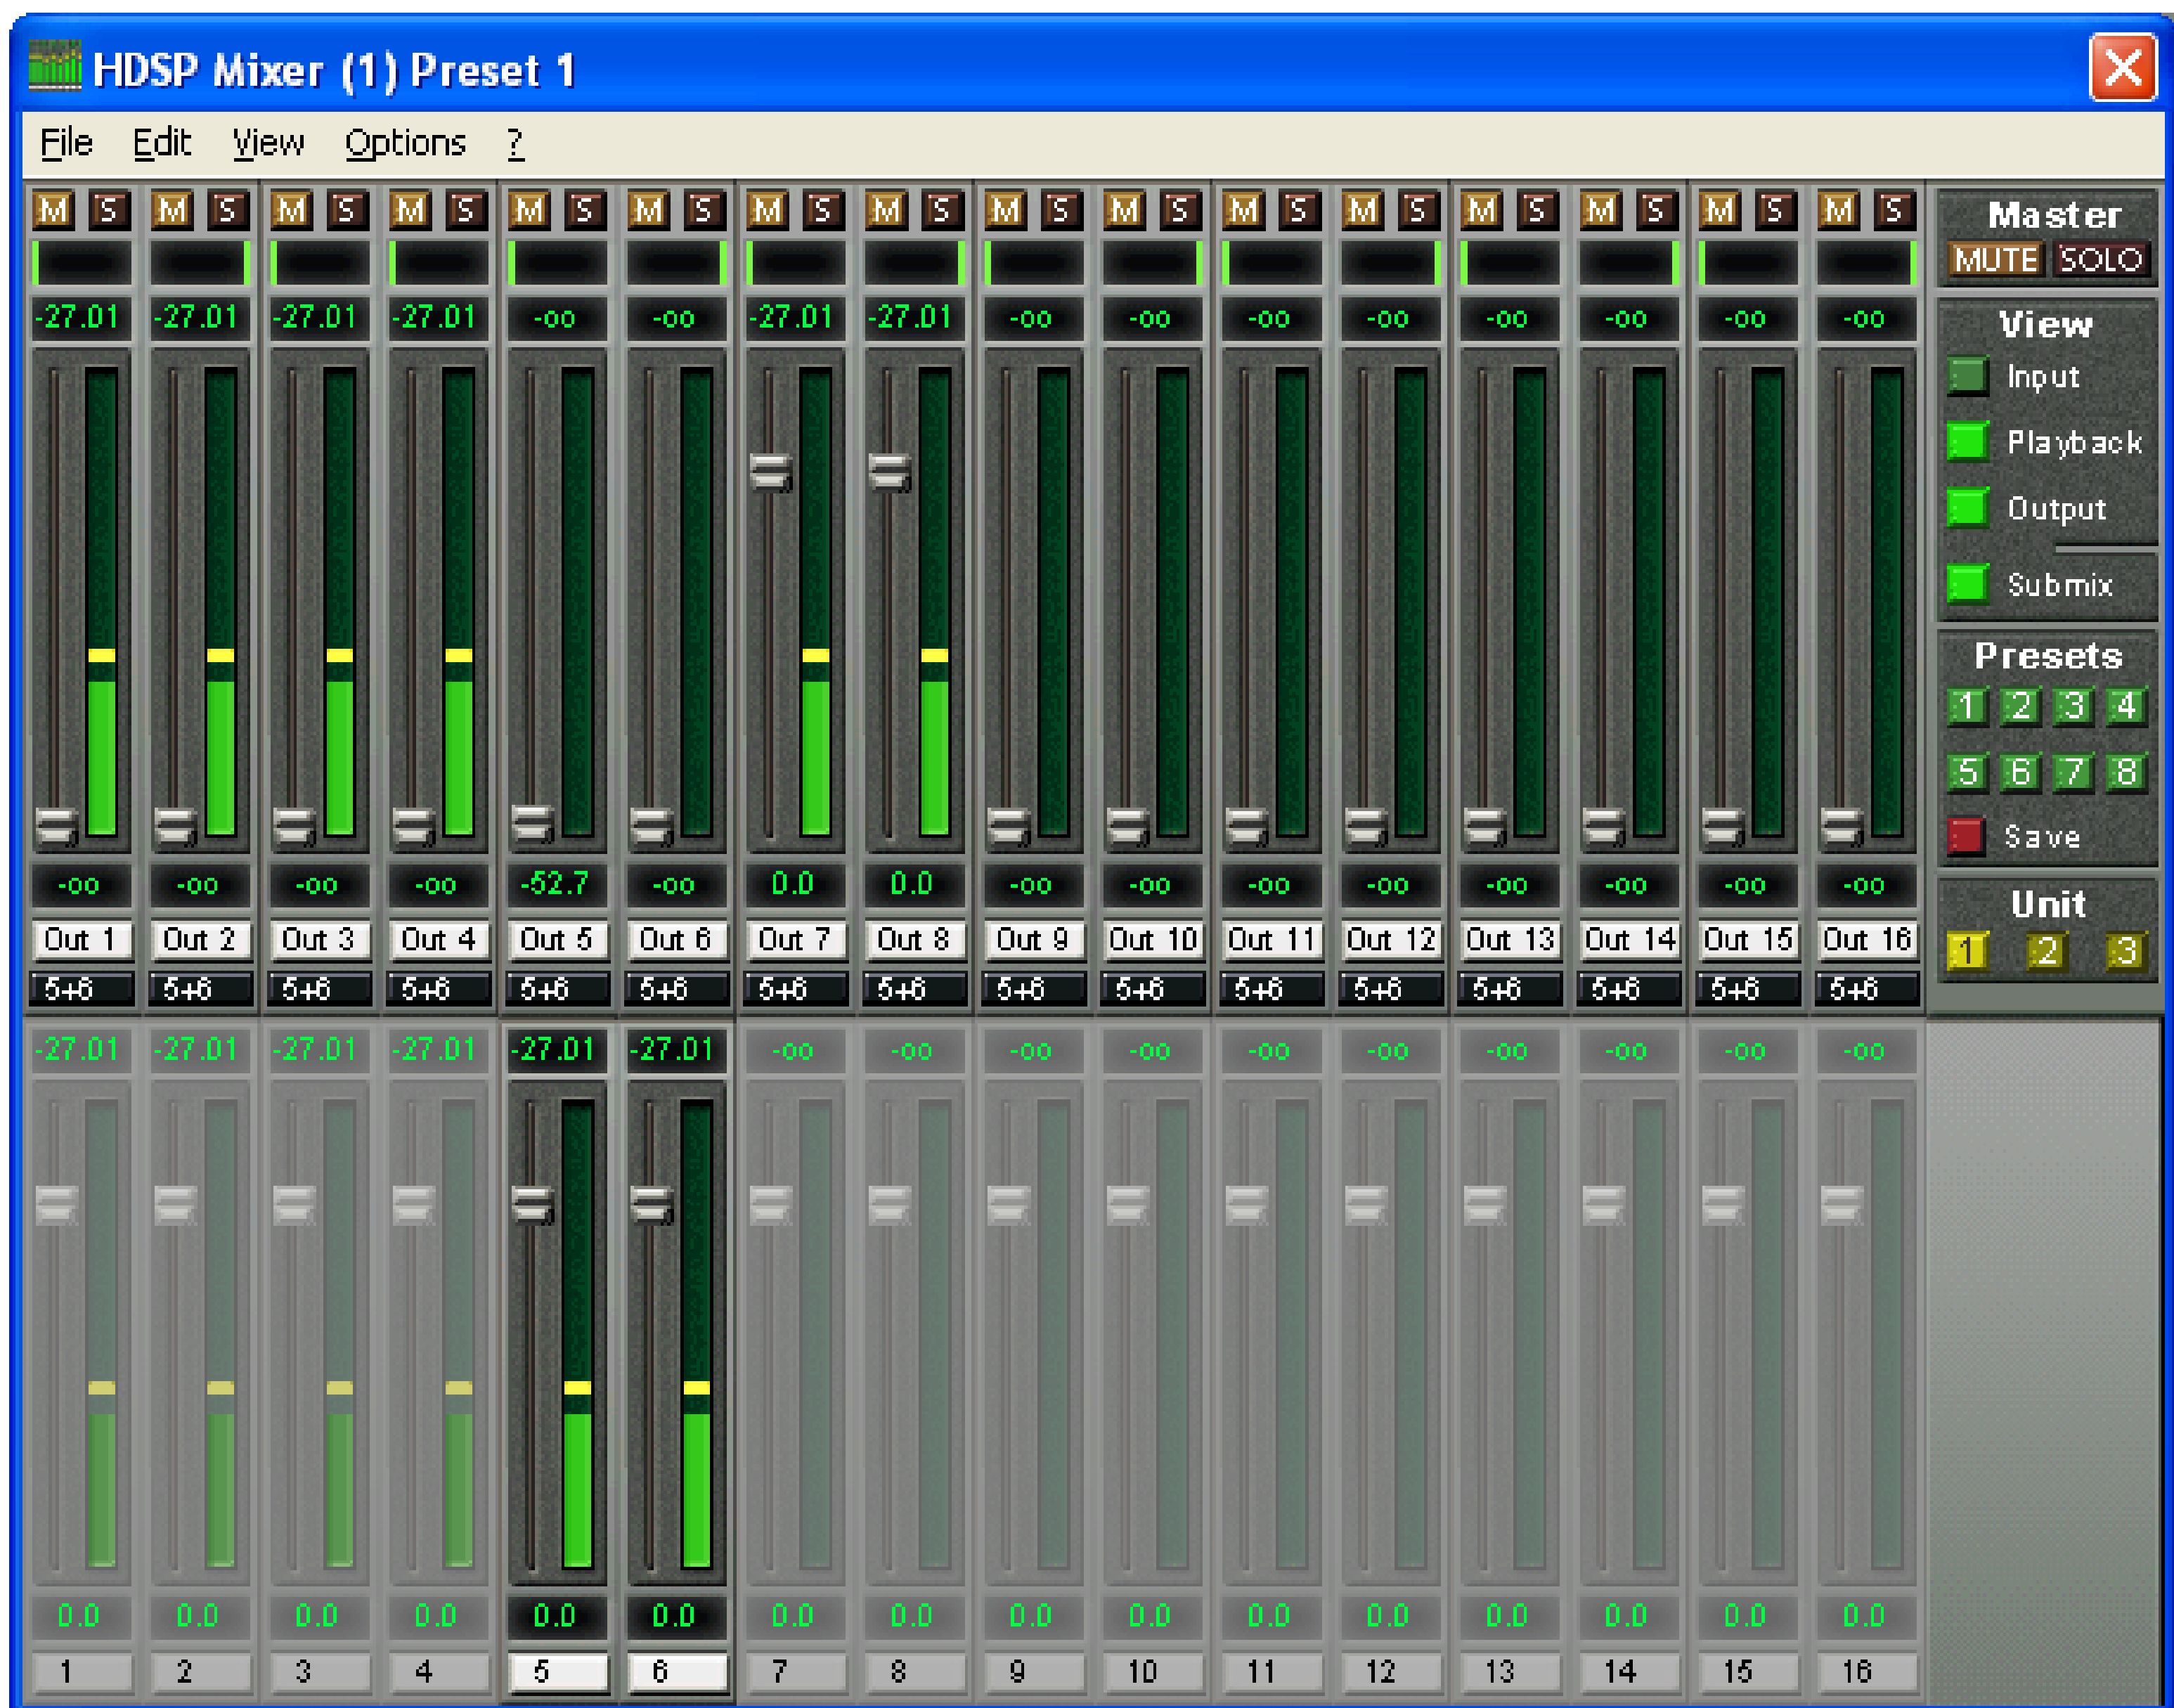 HDSP Mixer (1) Preset 1
File Edit View Options ?
M S M S M S M S M S M S M S M S M S M S M S M S M S M S M S M S
Master
MUTE SOLO
-27.01 -27.01 -27.01 -27.01 -oo -oo -27.01 -27.01 -oo -oo -oo -oo -oo -oo -oo -oo
View
Input
Playback
Output
Submix
Presets
1 2 3 4
5 6 7 8
Save
-oo -oo -oo -oo -52.7 -oo 0.0 0.0 -oo -oo -oo -oo -oo -oo -oo -oo
Unit
1 2 3
Out 1 Out 2 Out 3 Out 4 Out 5 Out 6 Out 7 Out 8 Out 9 Out 10 Out 11 Out 12 Out 13 Out 14 Out 15 Out 16
5+6 5+6 5+6 5+6 5+6 5+6 5+6 5+6 5+6 5+6 5+6 5+6 5+6 5+6 5+6 5+6
-27.01 -27.01 -27.01 -27.01 -27.01 -27.01 -oo -oo -oo -oo -oo -oo -oo -oo -oo -oo
0.0 0.0 0.0 0.0 0.0 0.0 0.0 0.0 0.0 0.0 0.0 0.0 0.0 0.0 0.0 0.0
1 2 3 4 5 6 7 8 9 10 11 12 13 14 15 16